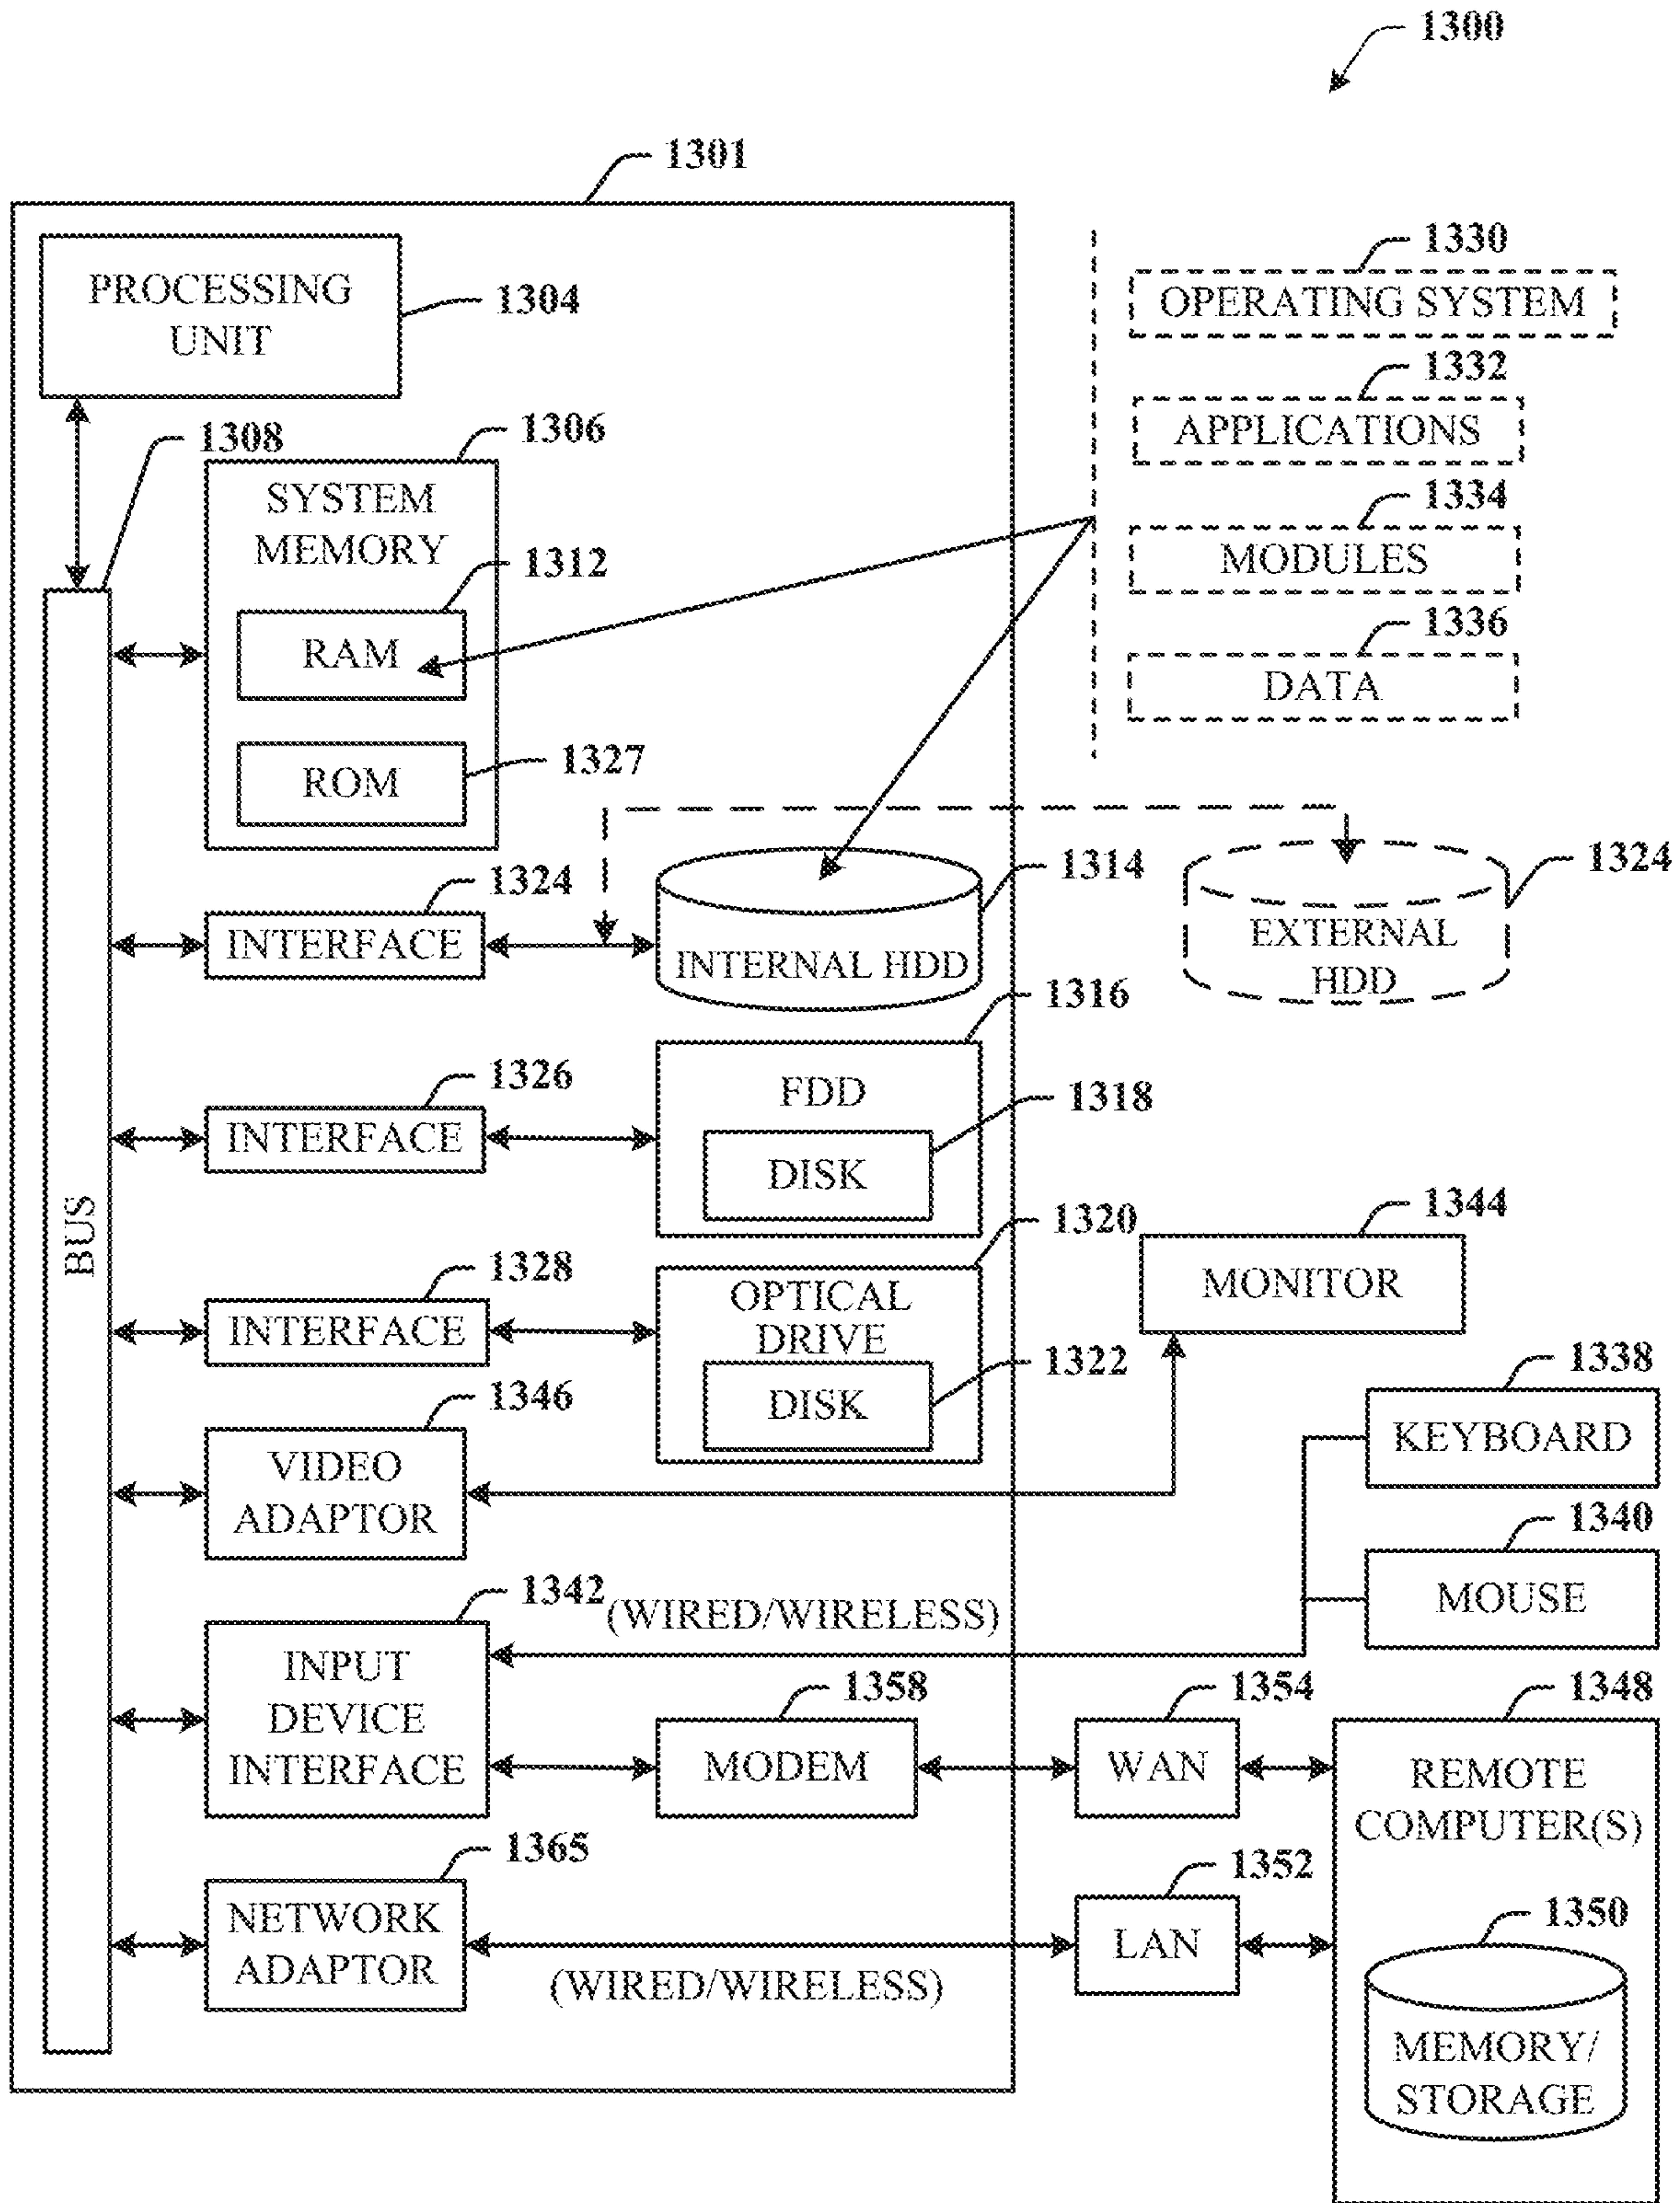 1300
1301
PROCESSING
UNIT
1304
1308
1306
SYSTEM
MEMORY
1312
RAM
ROM
1327
1330
OPERATING SYSTEM
1332
APPLICATIONS
1334
MODULES
1336
DATA
1324
INTERFACE
1314
INTERNAL HDD
1324
EXTERNAL
HDD
1326
INTERFACE
1316
FDD
1318
DISK
BUS
1328
INTERFACE
1320
OPTICAL
DRIVE
1322
DISK
1344
MONITOR
1346
VIDEO
ADAPTOR
1338
KEYBOARD
1340
MOUSE
1342
(WIRED/WIRELESS)
INPUT
DEVICE
INTERFACE
1358
MODEM
1354
WAN
1348
REMOTE
COMPUTER(S)
1365
NETWORK
ADAPTOR
(WIRED/WIRELESS)
1352
LAN
1350
MEMORY/
STORAGE